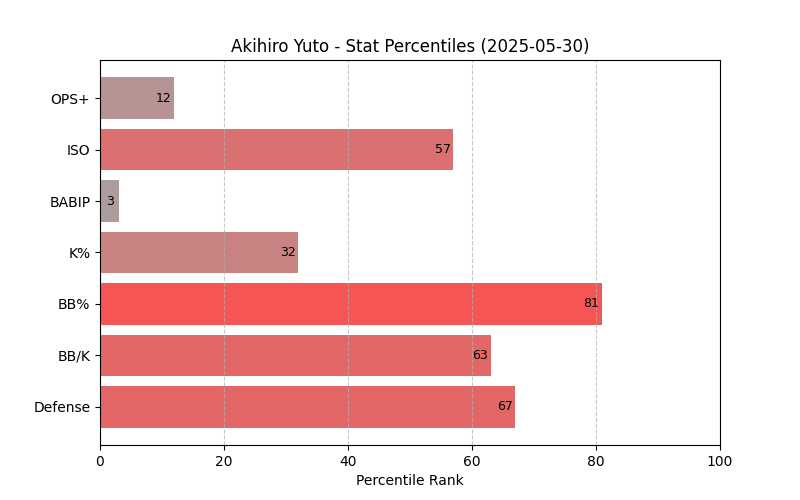 Akihiro Yuto - Stat Percentiles (2025-05-30)
OPS+ 12
ISO 57
BABIP 3
K% 32
BB% 81
BB/K 63
Defense 67
0 20 40 60 80 100
Percentile Rank